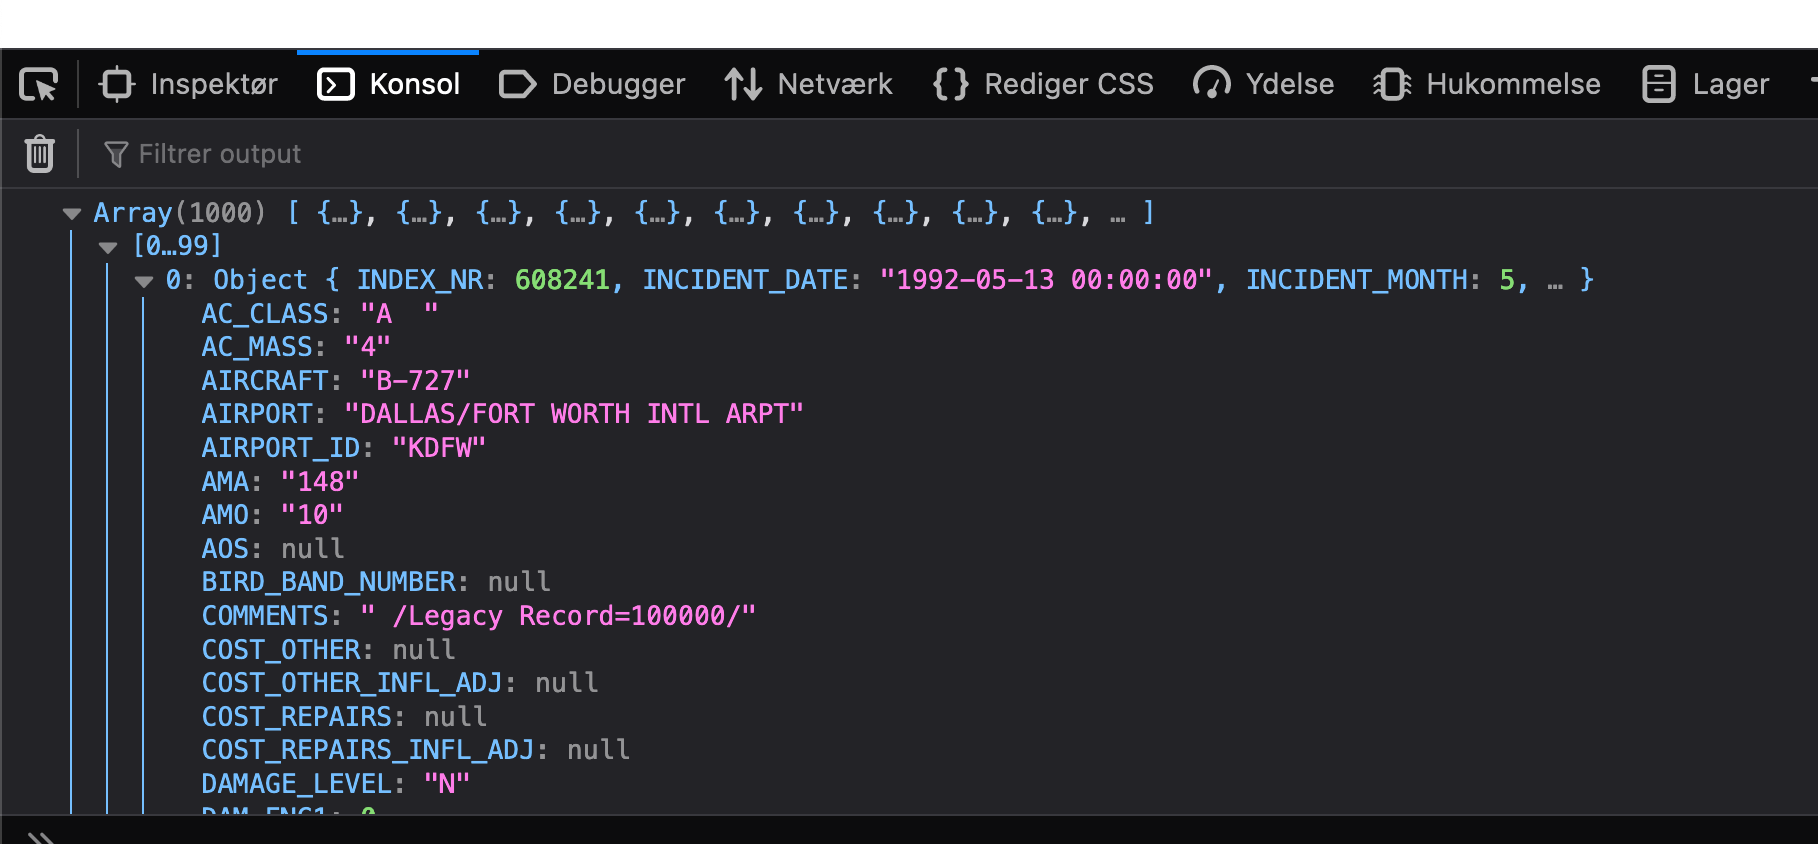 Inspektør Konsol Debugger Netværk Rediger CSS Ydelse Hukommelse Lager
Filtrer output
Array(1000) [ {…}, {…}, {…}, {…}, {…}, {…}, {…}, {…}, {…}, {…}, … ]
[0…99]
0: Object { INDEX_NR: 608241, INCIDENT_DATE: "1992-05-13 00:00:00", INCIDENT_MONTH: 5, … }
AC_CLASS: "A  "
AC_MASS: "4"
AIRCRAFT: "B-727"
AIRPORT: "DALLAS/FORT WORTH INTL ARPT"
AIRPORT_ID: "KDFW"
AMA: "148"
AMO: "10"
AOS: null
BIRD_BAND_NUMBER: null
COMMENTS: " /Legacy Record=100000/"
COST_OTHER: null
COST_OTHER_INFL_ADJ: null
COST_REPAIRS: null
COST_REPAIRS_INFL_ADJ: null
DAMAGE_LEVEL: "N"
DAM_ENG1: 0